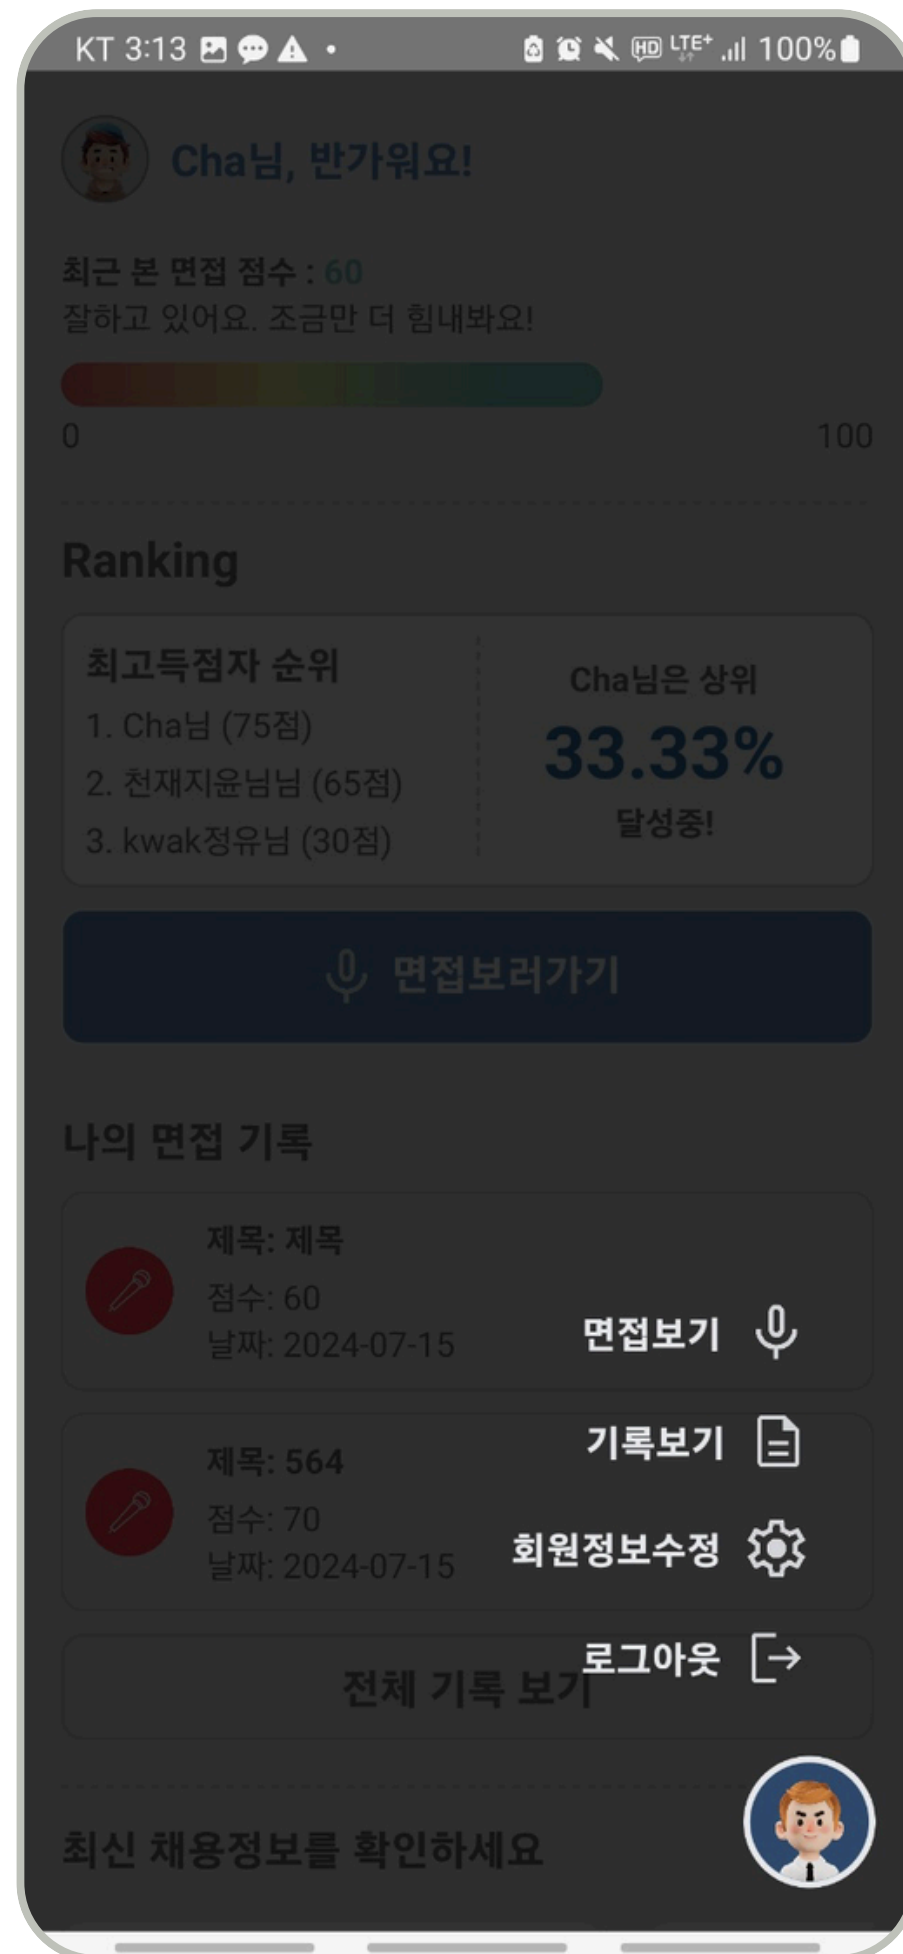 KT 3:13
HD LTE+ 100%
Cha님, 반가워요!
최근 본 면접 점수 : 60
잘하고 있어요. 조금만 더 힘내봐요!
0 100
Ranking
최고득점자 순위
1. Cha님 (75점)
2. 천재지윤님님 (65점)
3. kwak정유님 (30점)
Cha님은 상위
33.33%
달성중!
면접보러가기
나의 면접 기록
제목: 제목
점수: 60
날짜: 2024-07-15
제목: 564
점수: 70
날짜: 2024-07-15
전체 기록 보기
면접보기
기록보기
회원정보수정
로그아웃
최신 채용정보를 확인하세요